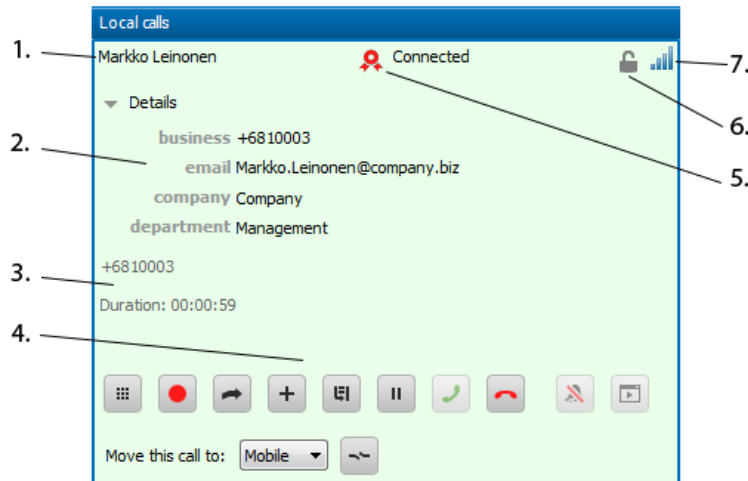 Local calls
1. Markko Leinonen Connected 7.
Details 6.
business +6810003
2. email Markko.Leinonen@company.biz
5.
company Company
department Management
+6810003
3.
Duration: 00:00:59
4.
Move this call to: Mobile